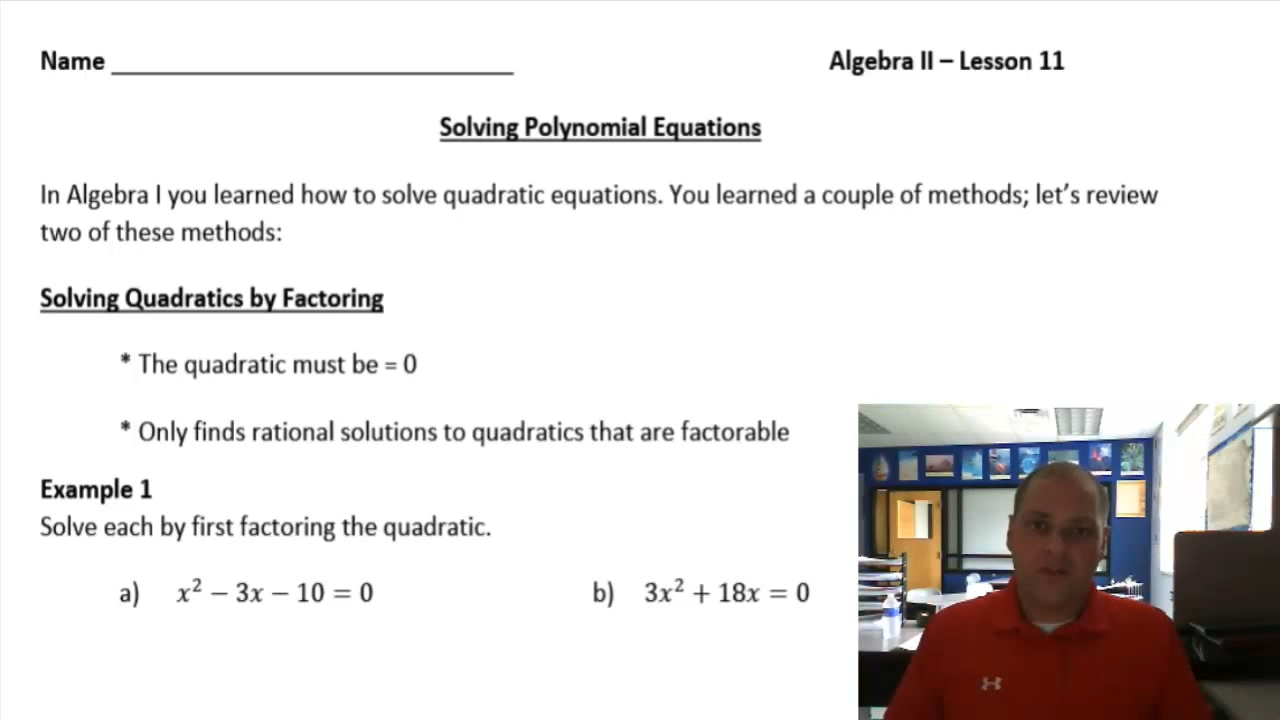 Name ______________________________ Algebra II – Lesson 11
Solving Polynomial Equations
In Algebra I you learned how to solve quadratic equations. You learned a couple of methods; let's review
two of these methods:
Solving Quadratics by Factoring
* The quadratic must be = 0
* Only finds rational solutions to quadratics that are factorable
Example 1
Solve each by first factoring the quadratic.
a) x² – 3x – 10 = 0 b) 3x² + 18x = 0